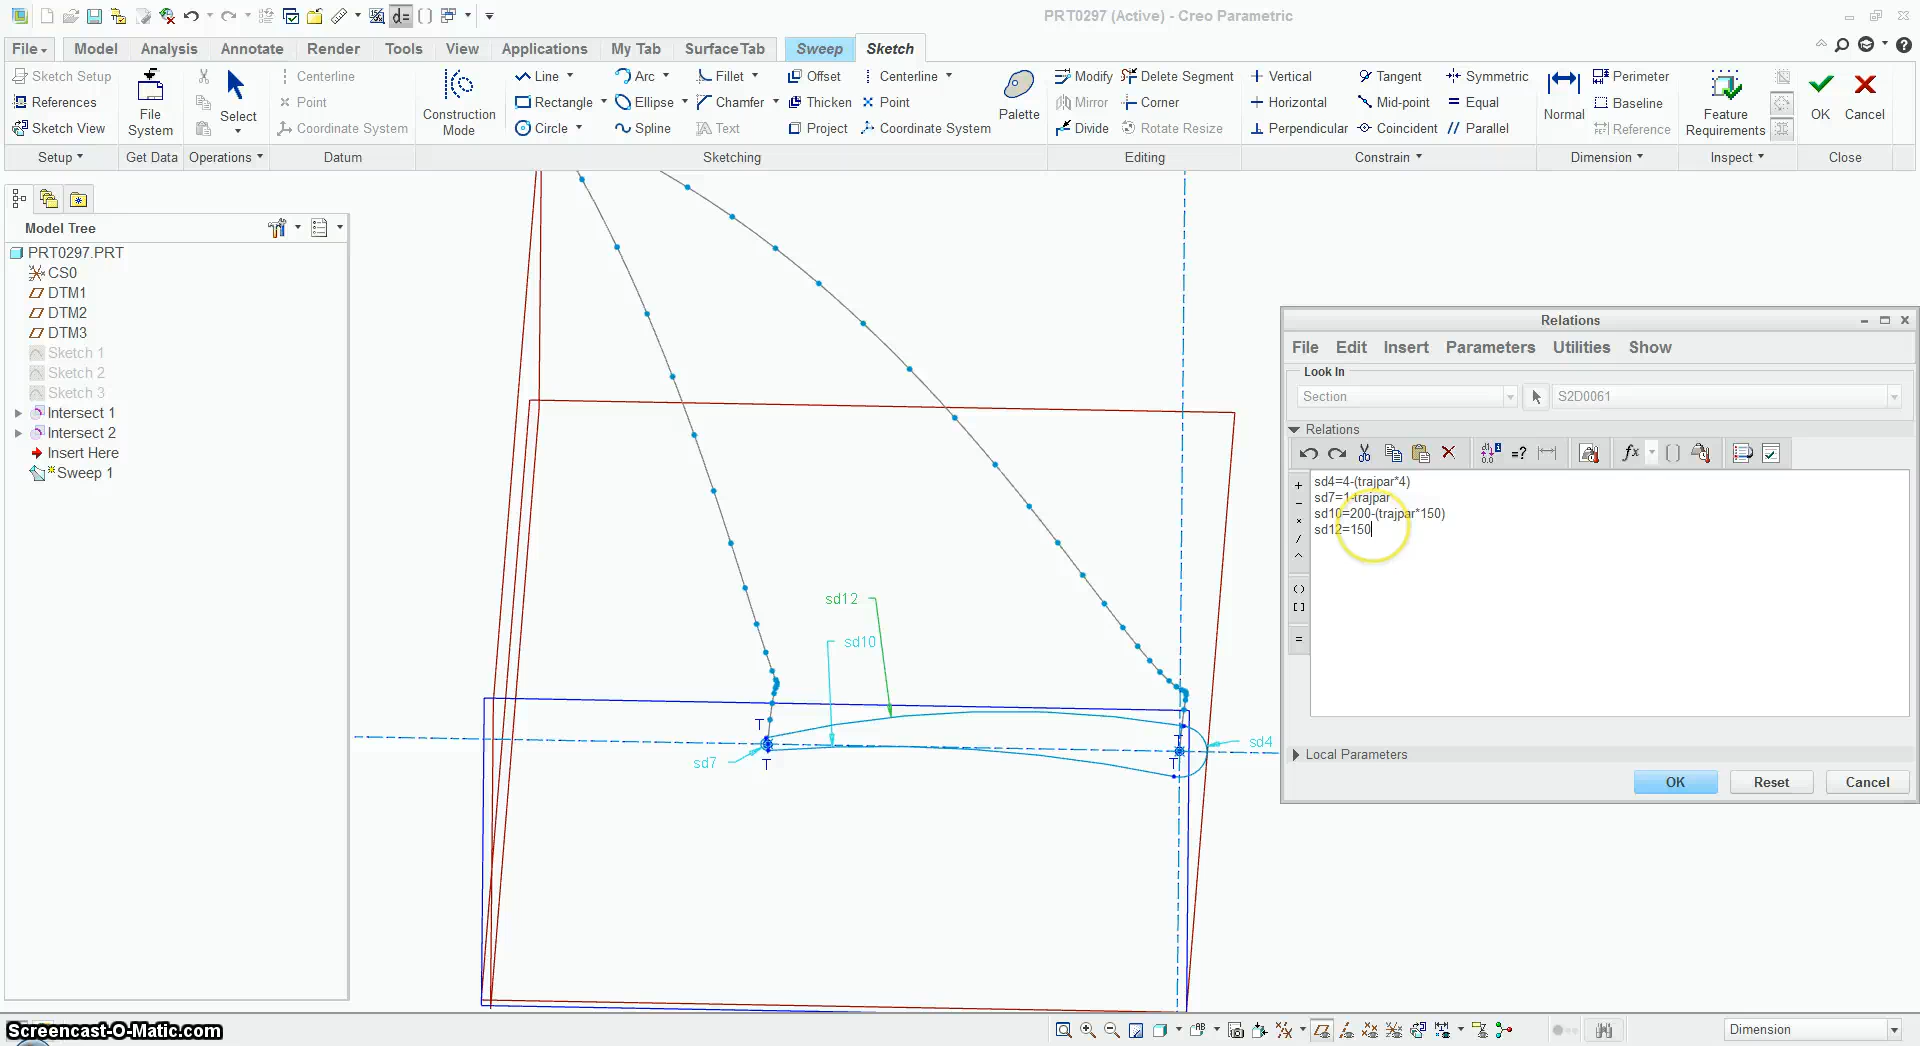 PRT0297 (Active) - Creo Parametric
File Model Analysis Annotate Render Tools View Applications My Tab Surface Tab Sweep Sketch
Sketch Setup
References
Sketch View
Setup
File System
Get Data
Select
Operations
Centerline
Point
Coordinate System
Datum
Construction Mode
Line Arc Fillet Offset Centerline
Rectangle Ellipse Chamfer Thicken Point
Circle Spline Text Project Coordinate System
Palette
Sketching
Modify Delete Segment
Mirror Corner
Divide Rotate Resize
Editing
Vertical Tangent Symmetric
Horizontal Mid-point Equal
Perpendicular Coincident Parallel
Constrain
Normal
Perimeter
Baseline
Reference
Dimension
Feature Requirements
Inspect
OK Cancel
Close
Model Tree
PRT0297.PRT
CS0
DTM1
DTM2
DTM3
Sketch 1
Sketch 2
Sketch 3
Intersect 1
Intersect 2
Insert Here
Sweep 1
sd12
sd10
T
sd7
T
T
T
sd4
Relations
File Edit Insert Parameters Utilities Show
Look In
Section S2D0061
Relations
sd4=4-(trajpar*4)
sd7=1-trajpar
sd10=200-(trajpar*150)
sd12=150
Local Parameters
OK Reset Cancel
Screencast-O-Matic.com
Dimension